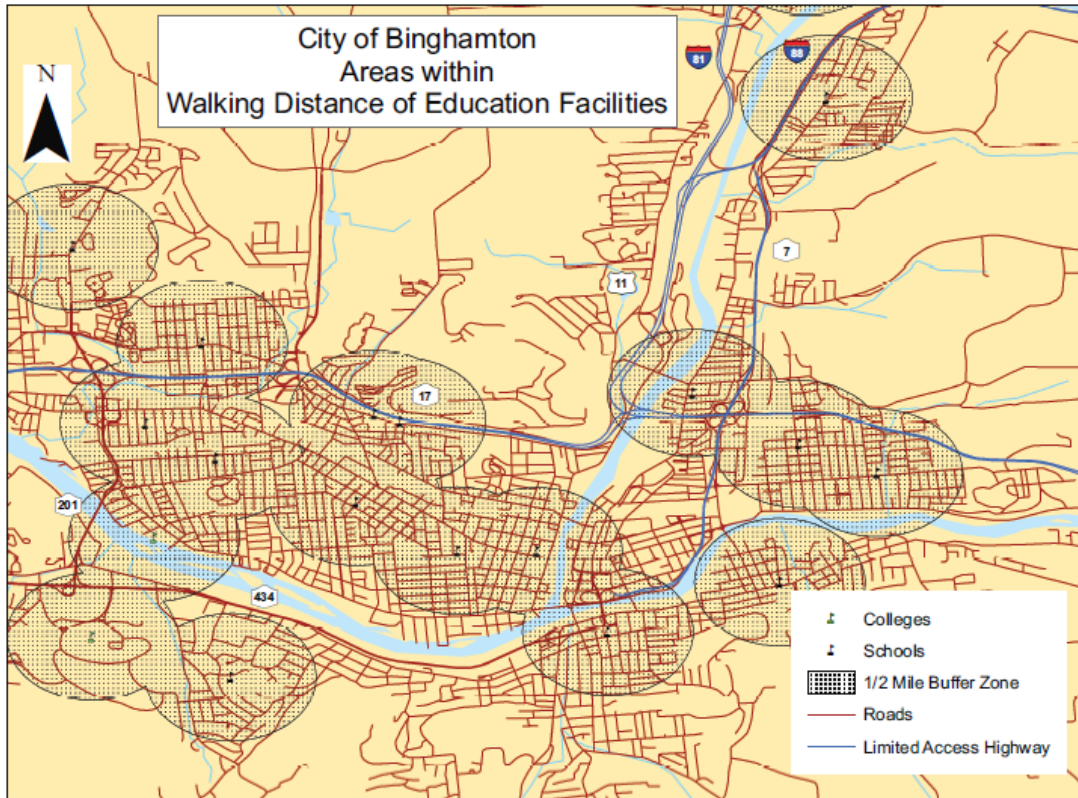 City of Binghamton
Areas within
Walking Distance of Education Facilities
N
81
88
7
11
17
201
434
Colleges
Schools
1/2 Mile Buffer Zone
Roads
Limited Access Highway